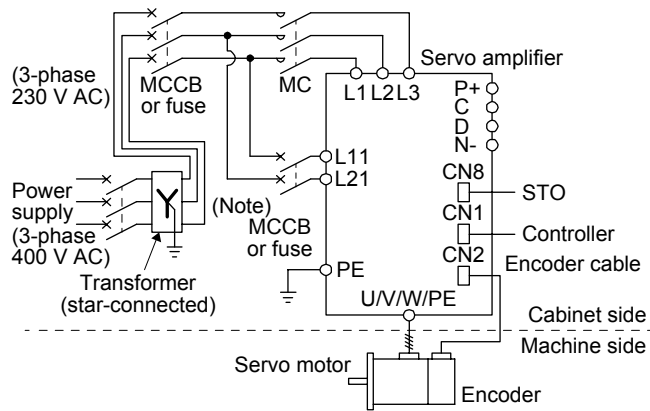 (3-phase
230 V AC)
MCCB
or fuse
MC
Servo amplifier
L1 L2 L3
P+
C
D
N-
L11
L21
CN8
STO
CN1
Controller
CN2
Encoder cable
Power
supply
(3-phase
400 V AC)
(Note)
MCCB
or fuse
PE
Transformer
(star-connected)
U/V/W/PE
Cabinet side
Machine side
Servo motor
Encoder